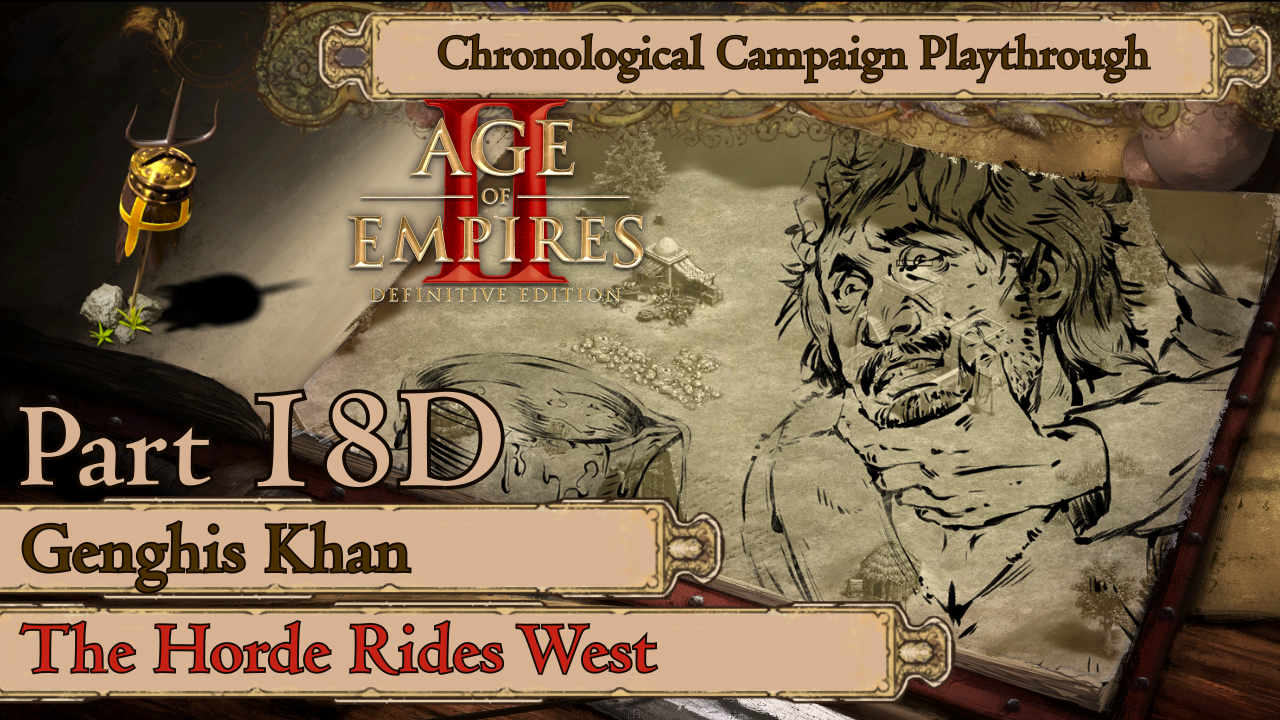 Chronological Campaign Playthrough
II
AGE
OF
EMPIRES
DEFINITIVE EDITION
Part 18D
Genghis Khan
The Horde Rides West